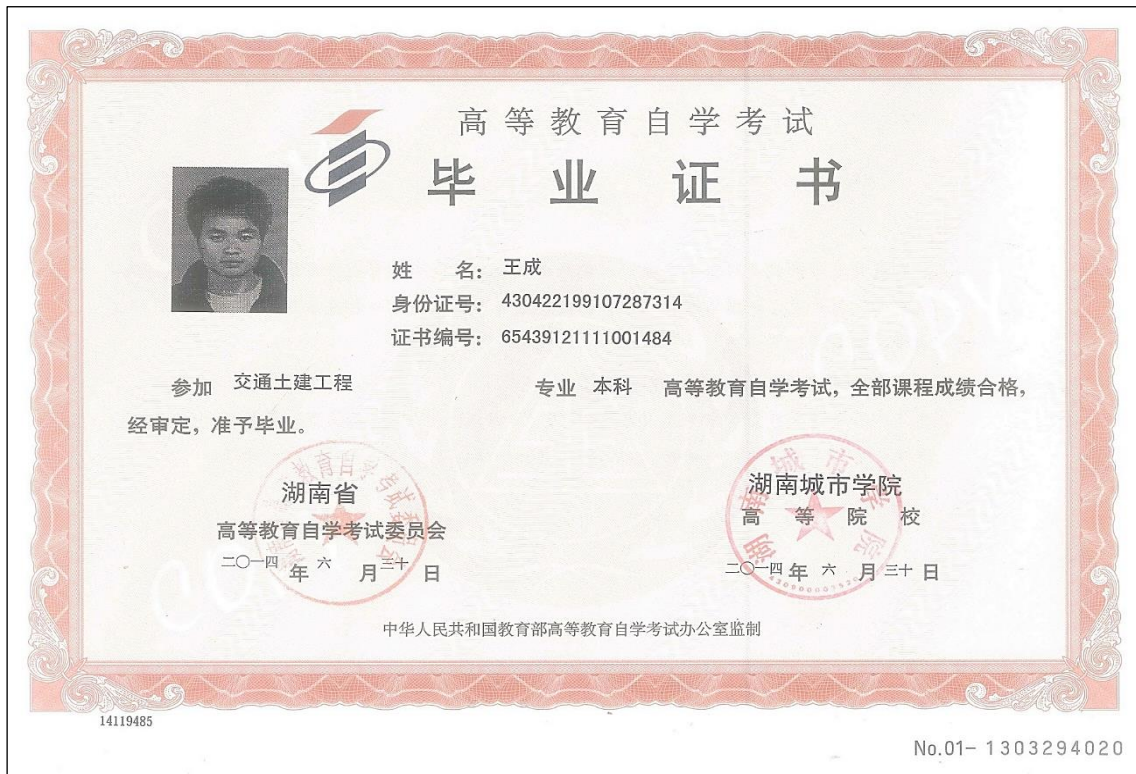 高等教育自学考试
毕业证书
姓 名: 王成
身份证号: 430422199107287314
证书编号: 65439121111001484
参加 交通土建工程 专业 本科 高等教育自学考试,全部课程成绩合格,
经审定,准予毕业。
湖南省
高等教育自学考试委员会
二〇一四 年 六 月 三十 日
湖南城市学院
高等院校
二〇一四 年 六 月 三十 日
湖南城市学院
中华人民共和国教育部高等教育自学考试办公室监制
14119485
No.01- 1303294020